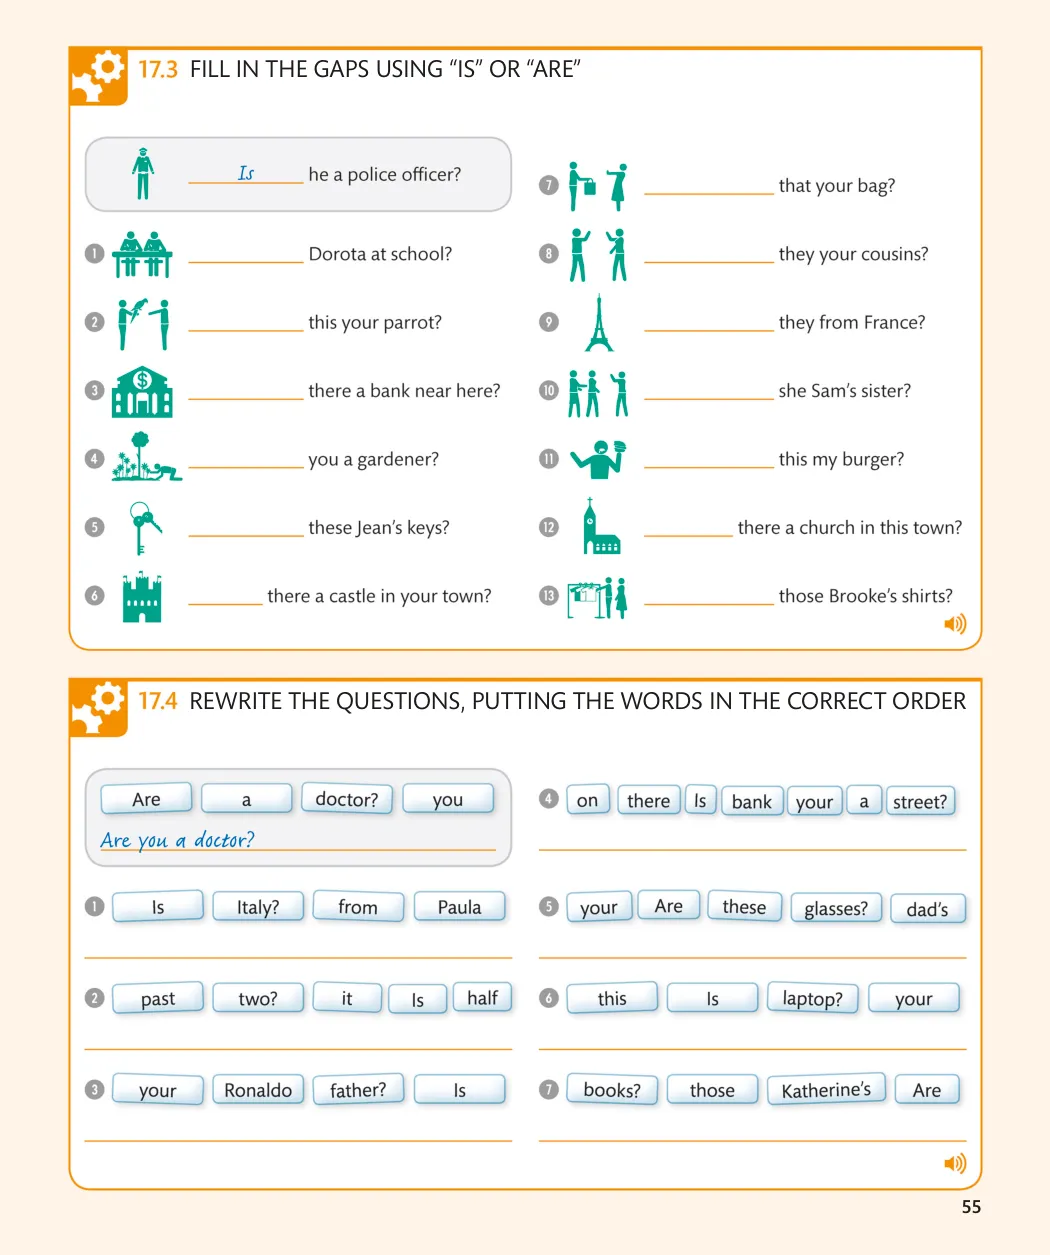 17.3 FILL IN THE GAPS USING “IS” OR “ARE”
Is he a police officer?
1 Dorota at school?
2 this your parrot?
3 there a bank near here?
4 you a gardener?
5 these Jean’s keys?
6 there a castle in your town?
7 that your bag?
8 they your cousins?
9 they from France?
10 she Sam’s sister?
11 this my burger?
12 there a church in this town?
13 those Brooke’s shirts?
17.4 REWRITE THE QUESTIONS, PUTTING THE WORDS IN THE CORRECT ORDER
Are a doctor? you
Are you a doctor?
1 Is Italy? from Paula
2 past two? it Is half
3 your Ronaldo father? Is
4 on there Is bank your a street?
5 your Are these glasses? dad’s
6 this Is laptop? your
7 books? those Katherine’s Are
55